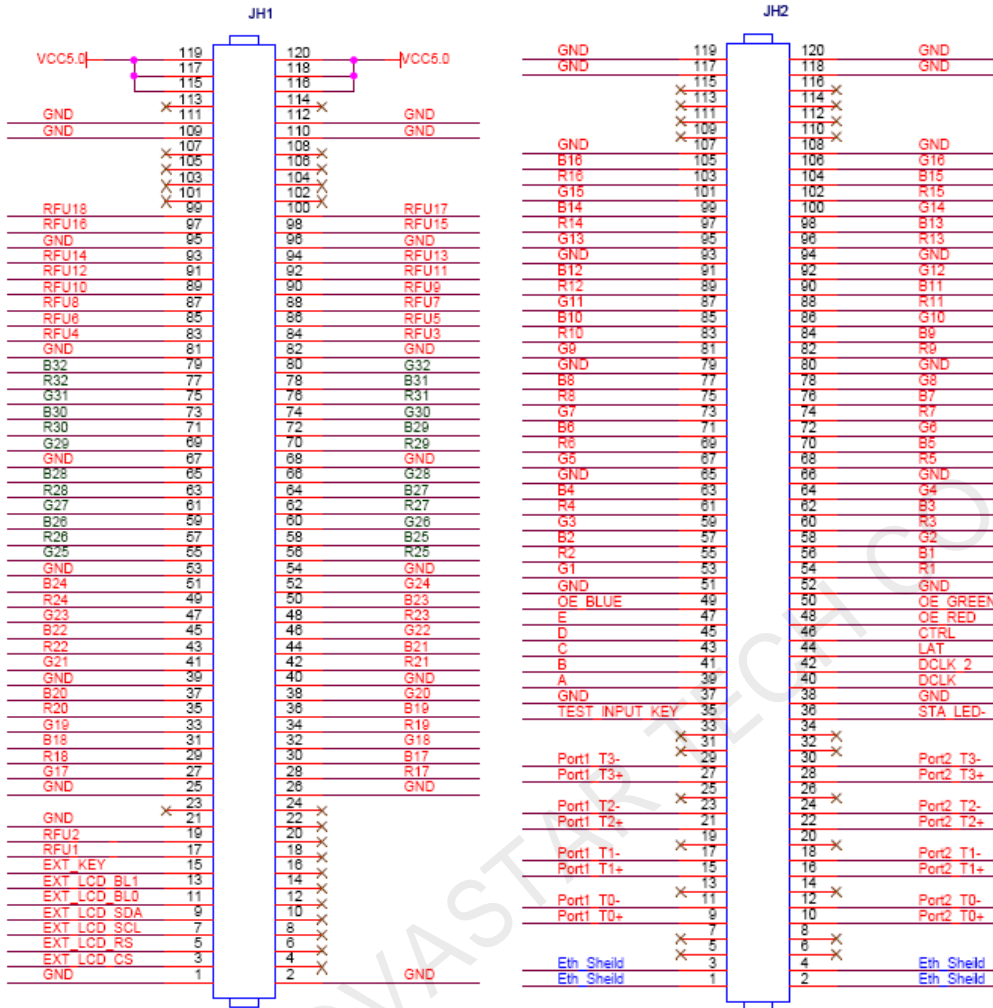 JH1
VCC5.0 119 120 VCC5.0
117 118
115 116
113 114
GND 111 112 GND
GND 109 110 GND
107 108
105 106
103 104
101 102
RFU18 99 100 RFU17
RFU16 97 98 RFU15
GND 95 96 GND
RFU14 93 94 RFU13
RFU12 91 92 RFU11
RFU10 89 90 RFU9
RFU8 87 88 RFU7
RFU6 85 86 RFU5
RFU4 83 84 RFU3
GND 81 82 GND
B32 79 80 G32
R32 77 78 B31
G31 75 76 R31
B30 73 74 G30
R30 71 72 B29
G29 69 70 R29
GND 67 68 GND
B28 65 66 G28
R28 63 64 B27
G27 61 62 R27
B26 59 60 G26
R26 57 58 B25
G25 55 56 R25
GND 53 54 GND
B24 51 52 G24
R24 49 50 B23
G23 47 48 R23
B22 45 46 G22
R22 43 44 B21
G21 41 42 R21
GND 39 40 GND
B20 37 38 G20
R20 35 36 B19
G19 33 34 R19
B18 31 32 G18
R18 29 30 B17
G17 27 28 R17
GND 25 26 GND
23 24
GND 21 22
RFU2 19 20
RFU1 17 18
EXT_KEY 15 16
EXT_LCD_BL1 13 14
EXT_LCD_BL0 11 12
EXT_LCD_SDA 9 10
EXT_LCD_SCL 7 8
EXT_LCD_RS 5 6
EXT_LCD_CS 3 4
GND 1 2 GND
JH2
GND 119 120 GND
GND 117 118 GND
115 116
113 114
111 112
109 110
GND 107 108 GND
B16 105 106 G16
R16 103 104 B15
G15 101 102 R15
B14 99 100 G14
R14 97 98 B13
G13 95 96 R13
GND 93 94 GND
B12 91 92 G12
R12 89 90 B11
G11 87 88 R11
B10 85 86 G10
R10 83 84 B9
G9 81 82 R9
GND 79 80 GND
B8 77 78 G8
R8 75 76 B7
G7 73 74 R7
B6 71 72 G6
R6 69 70 B5
G5 67 68 R5
GND 65 66 GND
B4 63 64 G4
R4 61 62 B3
G3 59 60 R3
B2 57 58 G2
R2 55 56 B1
G1 53 54 R1
GND 51 52 GND
OE_BLUE 49 50 OE_GREEN
E 47 48 OE_RED
D 45 46 CTRL
C 43 44 LAT
B 41 42 DCLK_2
A 39 40 DCLK
GND 37 38 GND
TEST_INPUT_KEY 35 36 STA_LED-
33 34
31 32
Port1_T3- 29 30 Port2_T3-
Port1_T3+ 27 28 Port2_T3+
25 26
Port1_T2- 23 24 Port2_T2-
Port1_T2+ 21 22 Port2_T2+
19 20
Port1_T1- 17 18 Port2_T1-
Port1_T1+ 15 16 Port2_T1+
13 14
Port1_T0- 11 12 Port2_T0-
Port1_T0+ 9 10 Port2_T0+
7 8
5 6
Eth_Sheild 3 4 Eth_Sheild
Eth_Sheild 1 2 Eth_Sheild
OVASTAR TECH CO